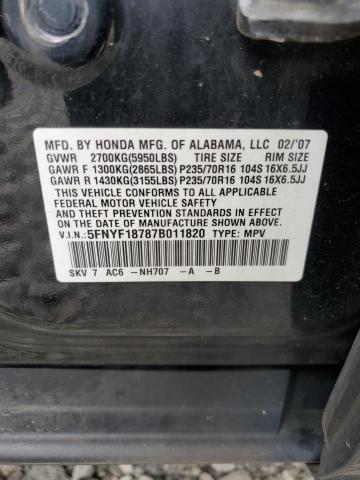 MFD. BY HONDA MFG. OF ALABAMA, LLC 02/'07
GVWR 2700KG(5950LBS) TIRE SIZE RIM SIZE
GAWR F 1300KG(2865LBS) P235/70R16 104S 16X6.5JJ
GAWR R 1430KG(3155LBS) P235/70R16 104S 16X6.5JJ
THIS VEHICLE CONFORMS TO ALL APPLICABLE
FEDERAL MOTOR VEHICLE SAFETY
STANDARDS IN EFFECT
ON THE DATE OF MANUFACTURE SHOWN ABOVE.
V.I.N.: 5FNYF18787B011820 TYPE: MPV
SKV 7 AC6 -NH707 -A -B